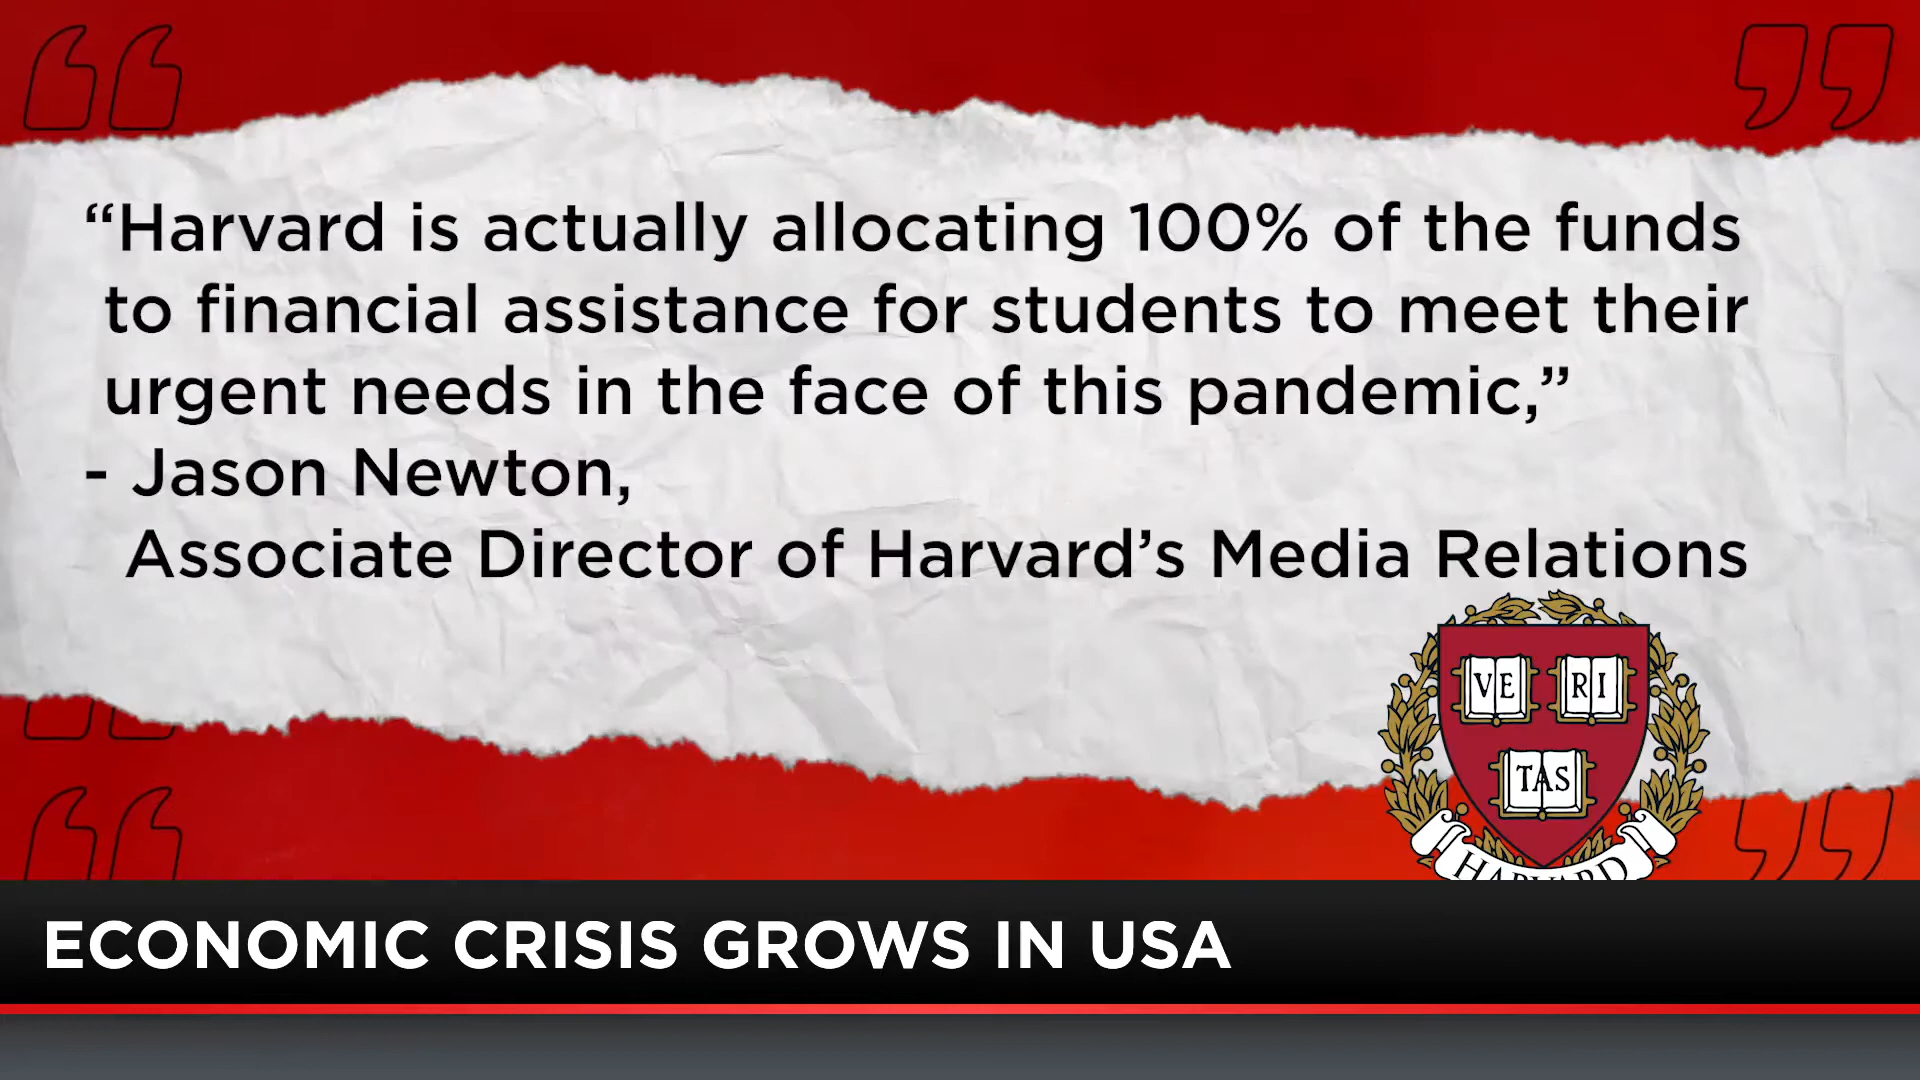 “Harvard is actually allocating 100% of the funds
to financial assistance for students to meet their
urgent needs in the face of this pandemic,”
- Jason Newton,
Associate Director of Harvard’s Media Relations
VE RI
TAS
HARVARD
ECONOMIC CRISIS GROWS IN USA